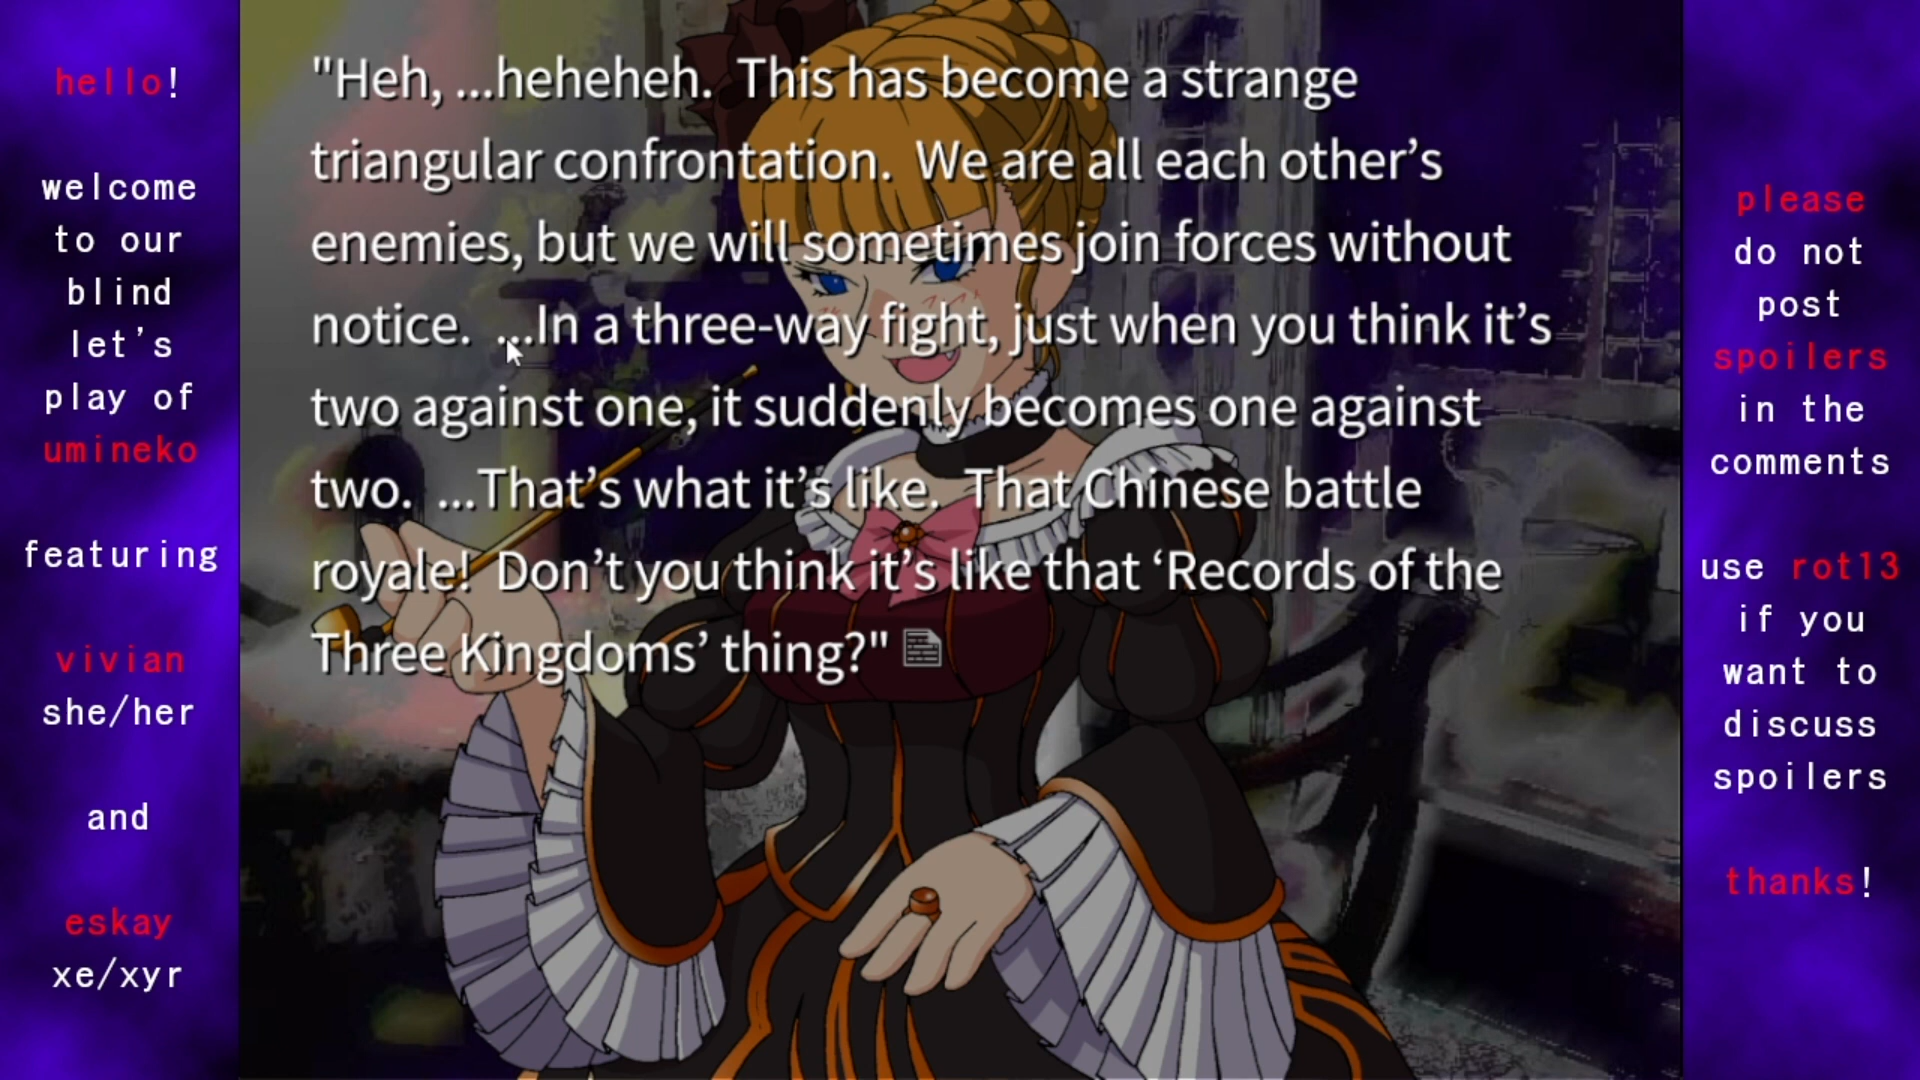 hello!
welcome
to our
blind
let's
play of
umineko
featuring
vivian
she/her
and
eskay
xe/xyr
"Heh, ...heheheh.  This has become a strange
triangular confrontation.  We are all each other’s
enemies, but we will sometimes join forces without
notice.  ...In a three-way fight, just when you think it’s
two against one, it suddenly becomes one against
two.  ...That’s what it’s like.  That Chinese battle
royale!  Don’t you think it’s like that ‘Records of the
Three Kingdoms’ thing?"
please
do not
post
spoilers
in the
comments
use rot13
if you
want to
discuss
spoilers
thanks!